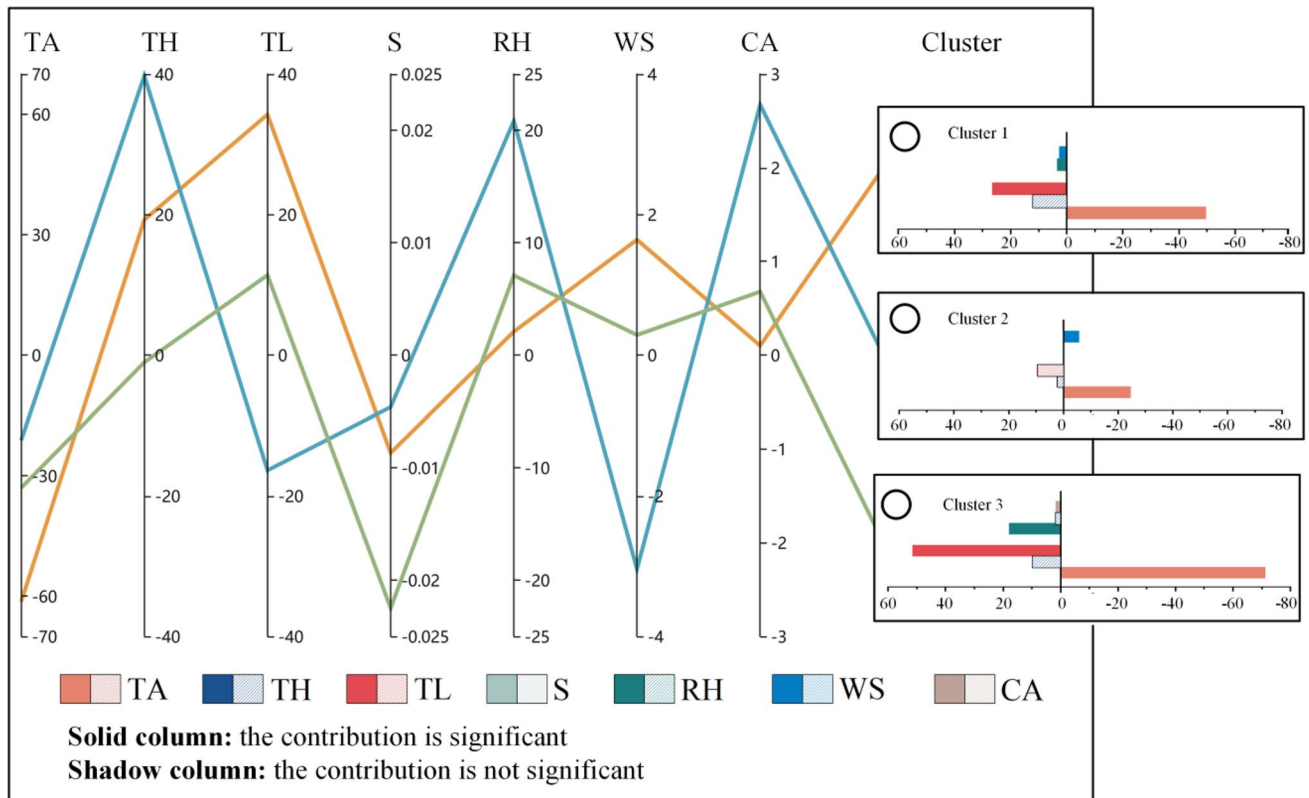 TA TH TL S RH WS CA Cluster
70 40 40 0.025 25 4 3
60 0.02 20
2
20 20 2
30 0.01 10
1
0 0 0 0 0 0 0
-1
-30 -0.01 -10
-20 -20 -2
-2
-60 -0.02 -20
-70 -40 -40 -0.025 -25 -4 -3
Cluster 1
60 40 20 0 -20 -40 -60 -80
Cluster 2
60 40 20 0 -20 -40 -60 -80
Cluster 3
60 40 20 0 -20 -40 -60 -80
TA TH TL S RH WS CA
Solid column: the contribution is significant
Shadow column: the contribution is not significant